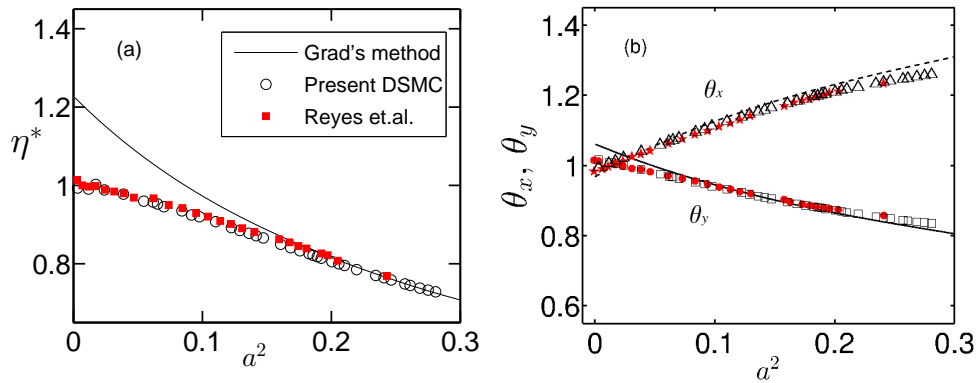 (a)
Grad's method
Present DSMC
Reyes et.al.
η*
1.4
1.2
1
0.8
0 0.1 0.2 0.3
a²
(b)
θₓ
θᵧ
θₓ, θᵧ
1.4
1.2
1
0.8
0.6
0 0.1 0.2 0.3
a²